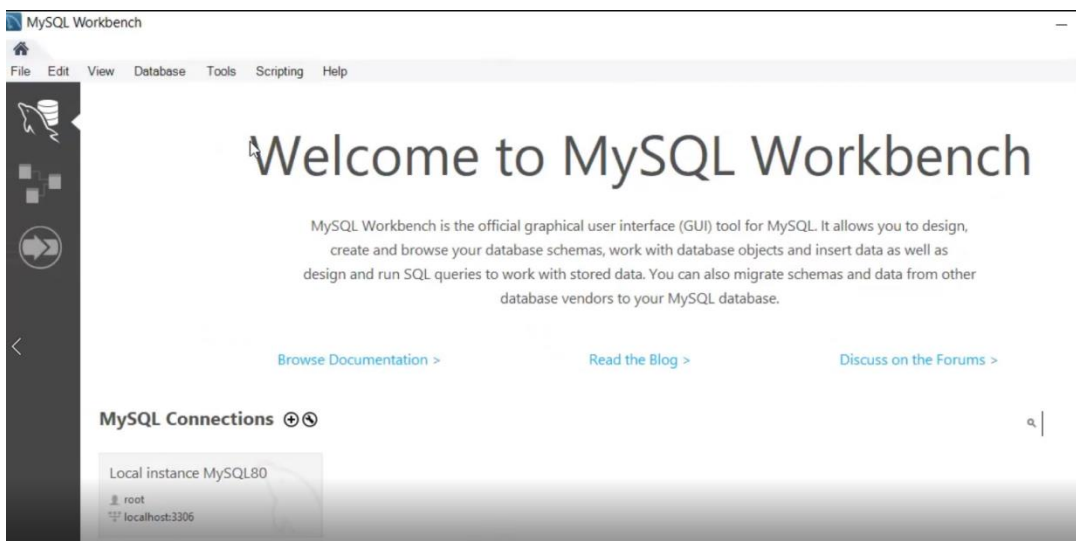 MySQL Workbench
File Edit View Database Tools Scripting Help
Welcome to MySQL Workbench
MySQL Workbench is the official graphical user interface (GUI) tool for MySQL. It allows you to design,
create and browse your database schemas, work with database objects and insert data as well as
design and run SQL queries to work with stored data. You can also migrate schemas and data from other
database vendors to your MySQL database.
Browse Documentation > Read the Blog > Discuss on the Forums >
MySQL Connections
Local instance MySQL80
root
localhost:3306